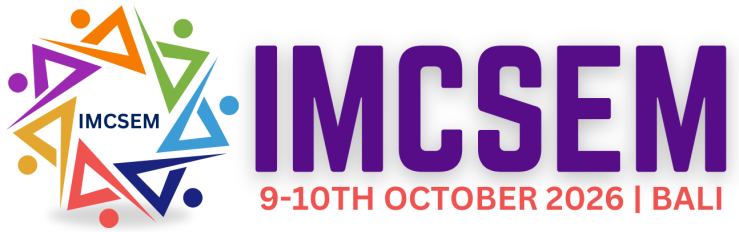 IMCSEM
IMCSEM
9-10TH OCTOBER 2026 | BALI